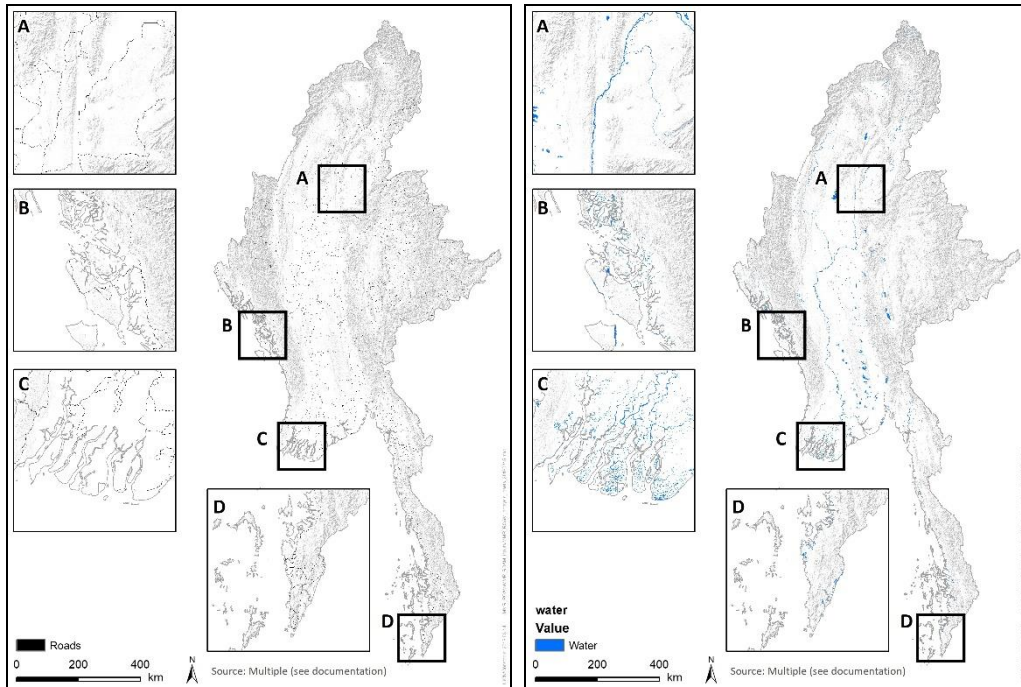 A
A
B
B
C
C
D
D
Roads
0 200 400
km
N
Source: Multiple (see documentation)
A
A
B
B
C
C
D
D
water
Value
Water
0 200 400
km
N
Source: Multiple (see documentation)